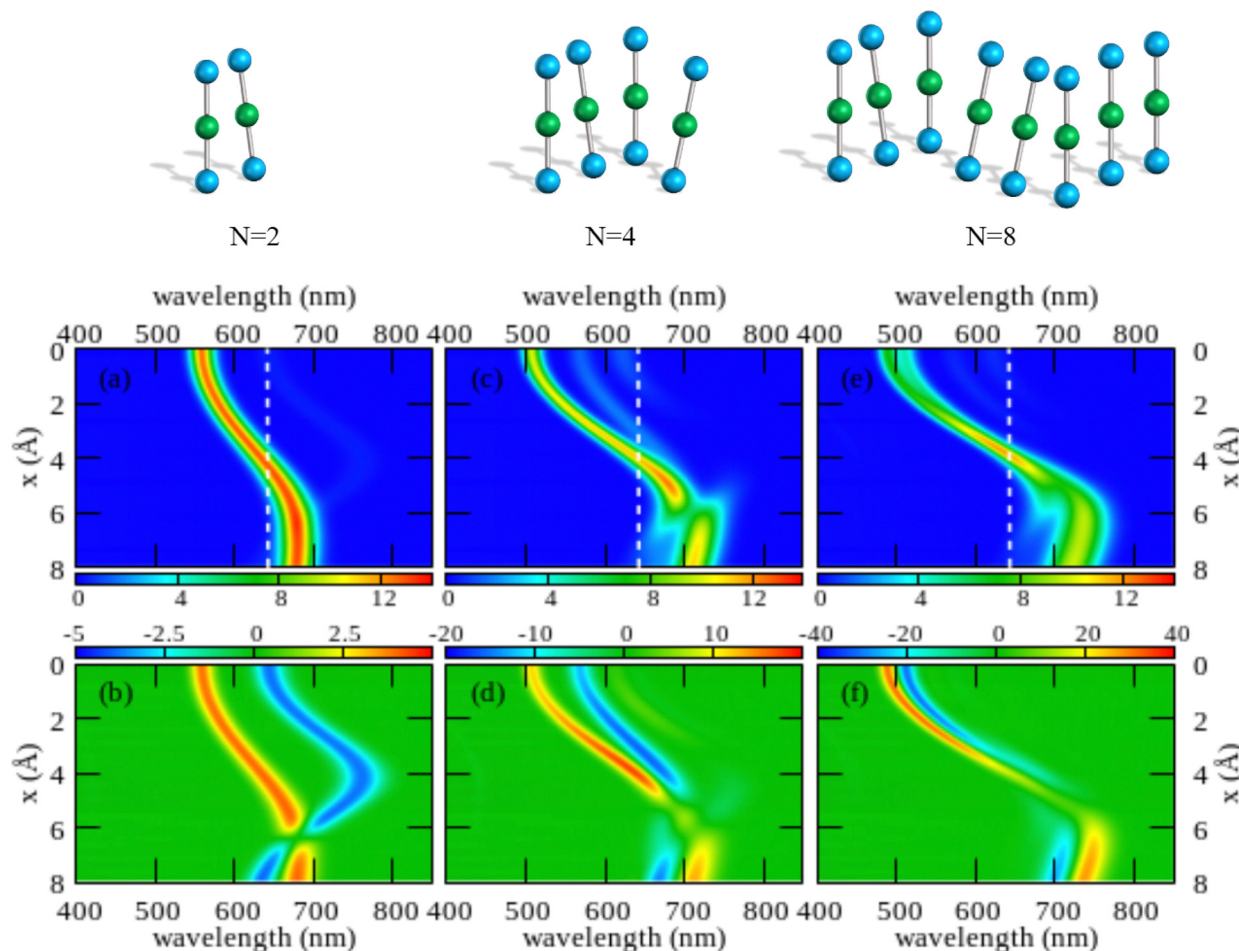 N=2 N=4 N=8
wavelength (nm) wavelength (nm) wavelength (nm)
400 500 600 700 800 400 500 600 700 800 400 500 600 700 800
0 (a) (c) (e) 0
2 2
x (Å) 4 4 x (Å)
6 6
8 8
0 4 8 12 0 4 8 12 0 4 8 12
-5 -2.5 0 2.5 -20 -10 0 10 -40 -20 0 20 40
0 (b) (d) (f) 0
2 2
x (Å) 4 4 x (Å)
6 6
8 8
400 500 600 700 800 400 500 600 700 800 400 500 600 700 800
wavelength (nm) wavelength (nm) wavelength (nm)